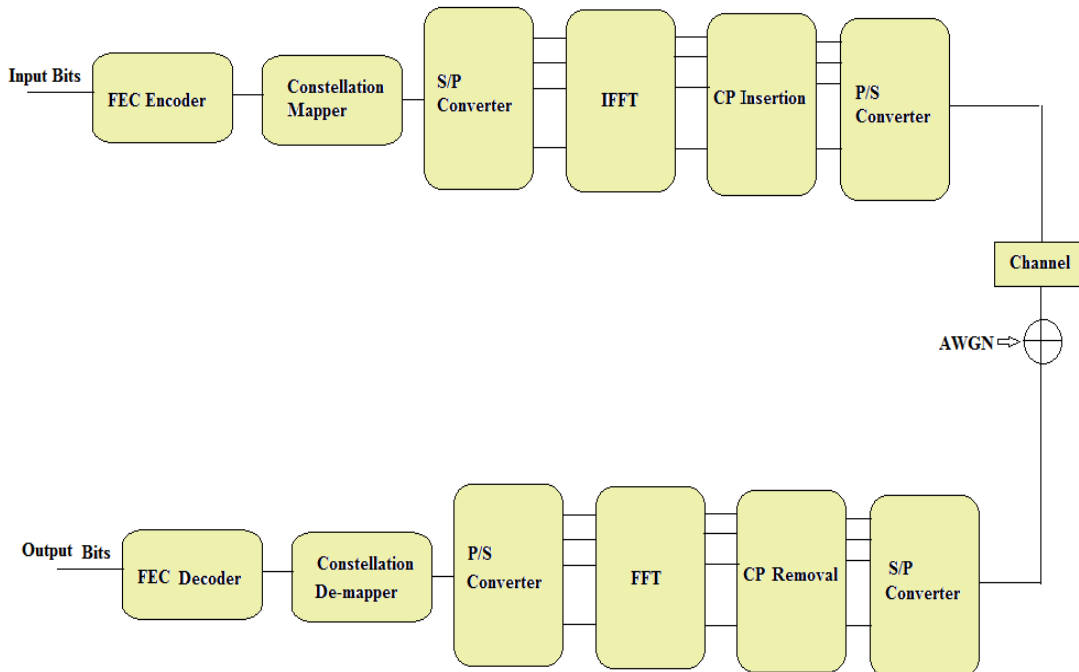 Input Bits
FEC Encoder
Constellation
Mapper
S/P
Converter
IFFT
CP Insertion
P/S
Converter
Channel
AWGN
Output Bits
FEC Decoder
Constellation
De-mapper
P/S
Converter
FFT
CP Removal
S/P
Converter